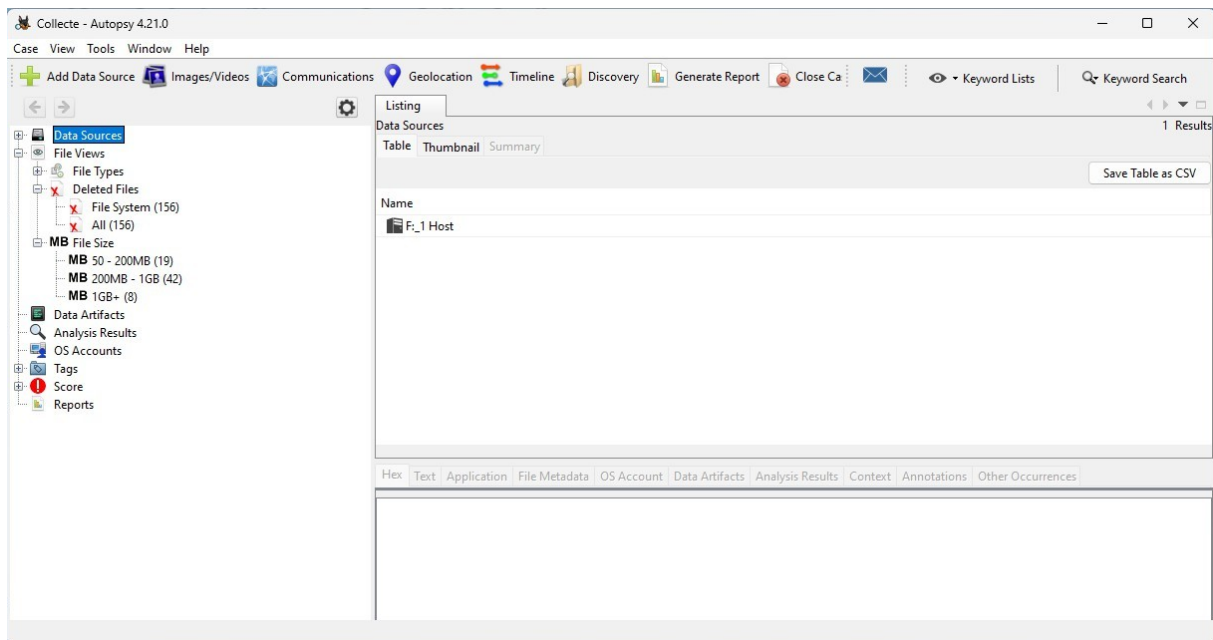 Collecte - Autopsy 4.21.0
Case View Tools Window Help
Add Data Source Images/Videos Communications Geolocation Timeline Discovery Generate Report Close Ca Keyword Lists Keyword Search
Listing
Data Sources 1 Results
Table Thumbnail Summary
Save Table as CSV
Name
F:_1 Host
Data Sources
File Views
File Types
Deleted Files
File System (156)
All (156)
MB File Size
MB 50 - 200MB (19)
MB 200MB - 1GB (42)
MB 1GB+ (8)
Data Artifacts
Analysis Results
OS Accounts
Tags
Score
Reports
Hex Text Application File Metadata OS Account Data Artifacts Analysis Results Context Annotations Other Occurrences